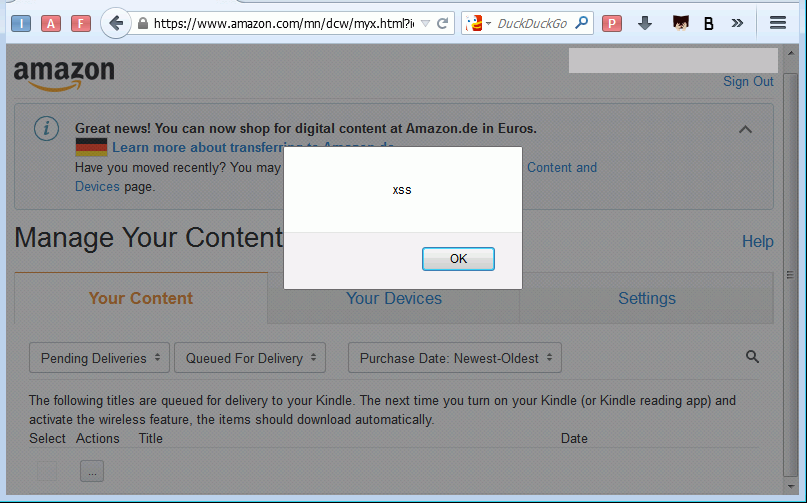 I A F https://www.amazon.com/mn/dcw/myx.html?i DuckDuckGo P B »
amazon
Sign Out
Great news! You can now shop for digital content at Amazon.de in Euros.
Learn more about transferring to Amazon.de
Have you moved recently? You may Content and
Devices page.
xss
OK
Manage Your Content
Help
Your Content Your Devices Settings
Pending Deliveries Queued For Delivery Purchase Date: Newest-Oldest
The following titles are queued for delivery to your Kindle. The next time you turn on your Kindle (or Kindle reading app) and
activate the wireless feature, the items should download automatically.
Select Actions Title Date
...